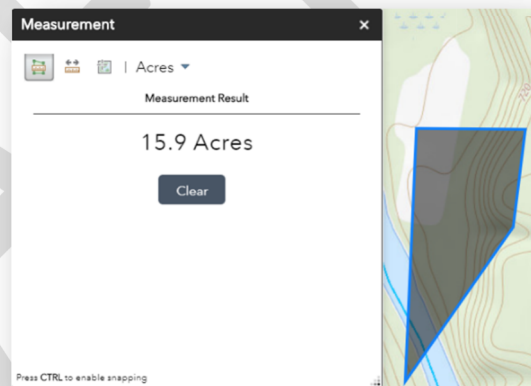 Measurement
Acres
Measurement Result
15.9 Acres
Clear
Press CTRL to enable snapping